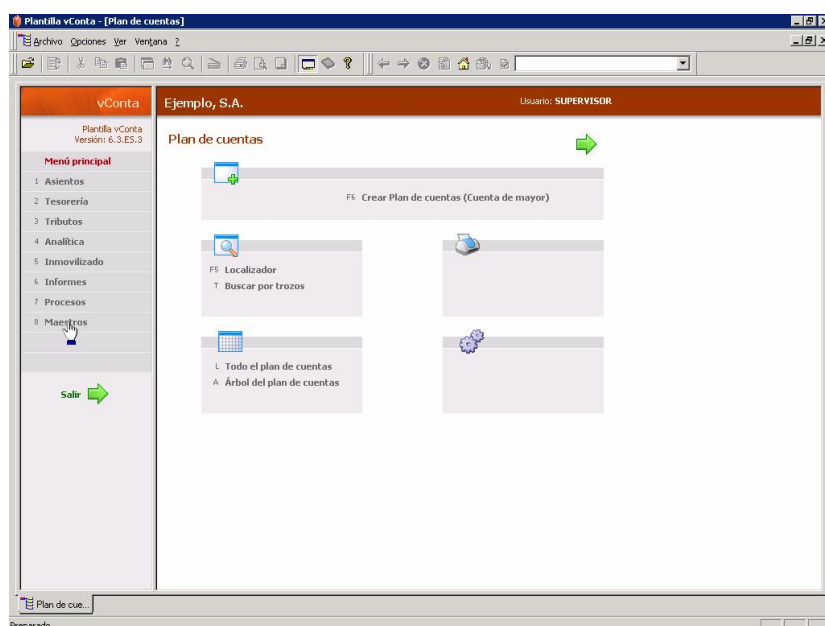 Plantilla vConta - [Plan de cuentas]
Archivo Opciones Ver Ventana ?
vConta
Ejemplo, S.A.
Usuario: SUPERVISOR
Plantilla vConta
Versión: 6.3.ES.3
Menú principal
1 Asientos
2 Tesorería
3 Tributos
4 Analítica
5 Inmovilizado
6 Informes
7 Procesos
8 Maestros
Salir
Plan de cuentas
F6 Crear Plan de cuentas (Cuenta de mayor)
F5 Localizador
T Buscar por trozos
L Todo el plan de cuentas
A Árbol del plan de cuentas
Plan de cue...
Preparado